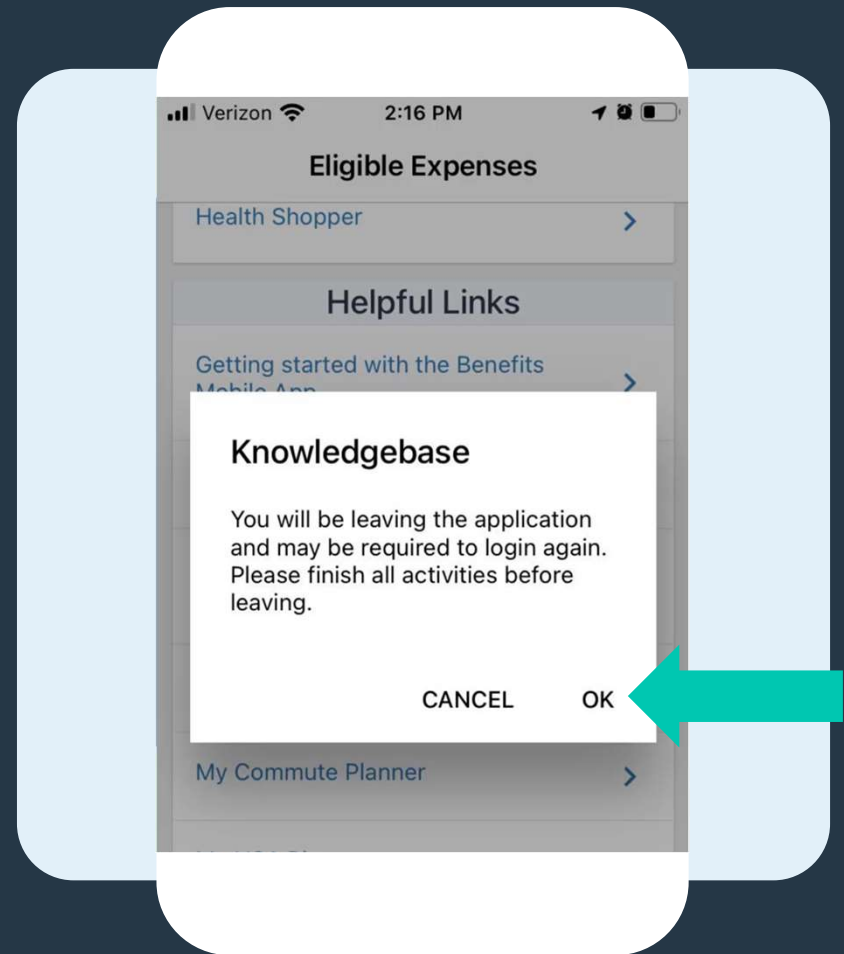 Verizon 2:16 PM
Eligible Expenses
Health Shopper
Helpful Links
Getting started with the Benefits
Mobile App
Knowledgebase
You will be leaving the application
and may be required to login again.
Please finish all activities before
leaving.
CANCEL OK
My Commute Planner